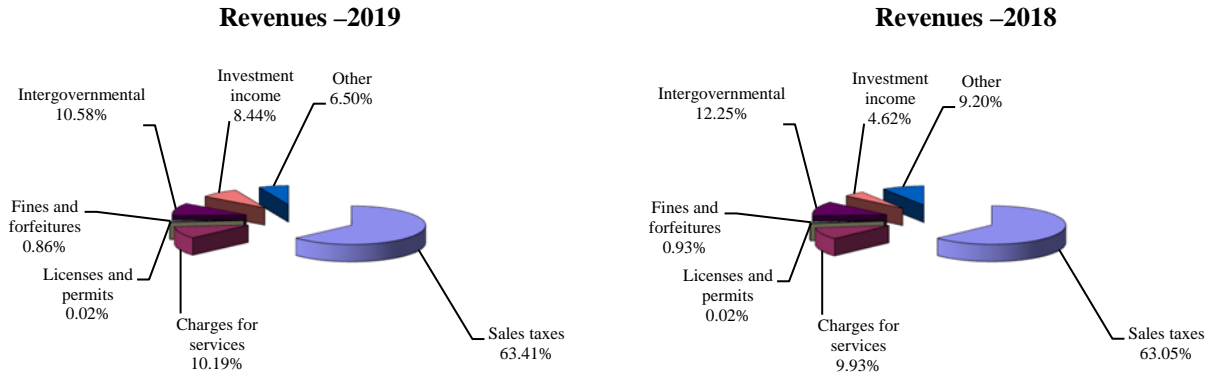 Revenues –2019
Intergovernmental
10.58%
Investment
income
8.44%
Other
6.50%
Fines and
forfeitures
0.86%
Licenses and
permits
0.02%
Charges for
services
10.19%
Sales taxes
63.41%
Revenues –2018
Intergovernmental
12.25%
Investment
income
4.62%
Other
9.20%
Fines and
forfeitures
0.93%
Licenses and
permits
0.02%
Charges for
services
9.93%
Sales taxes
63.05%